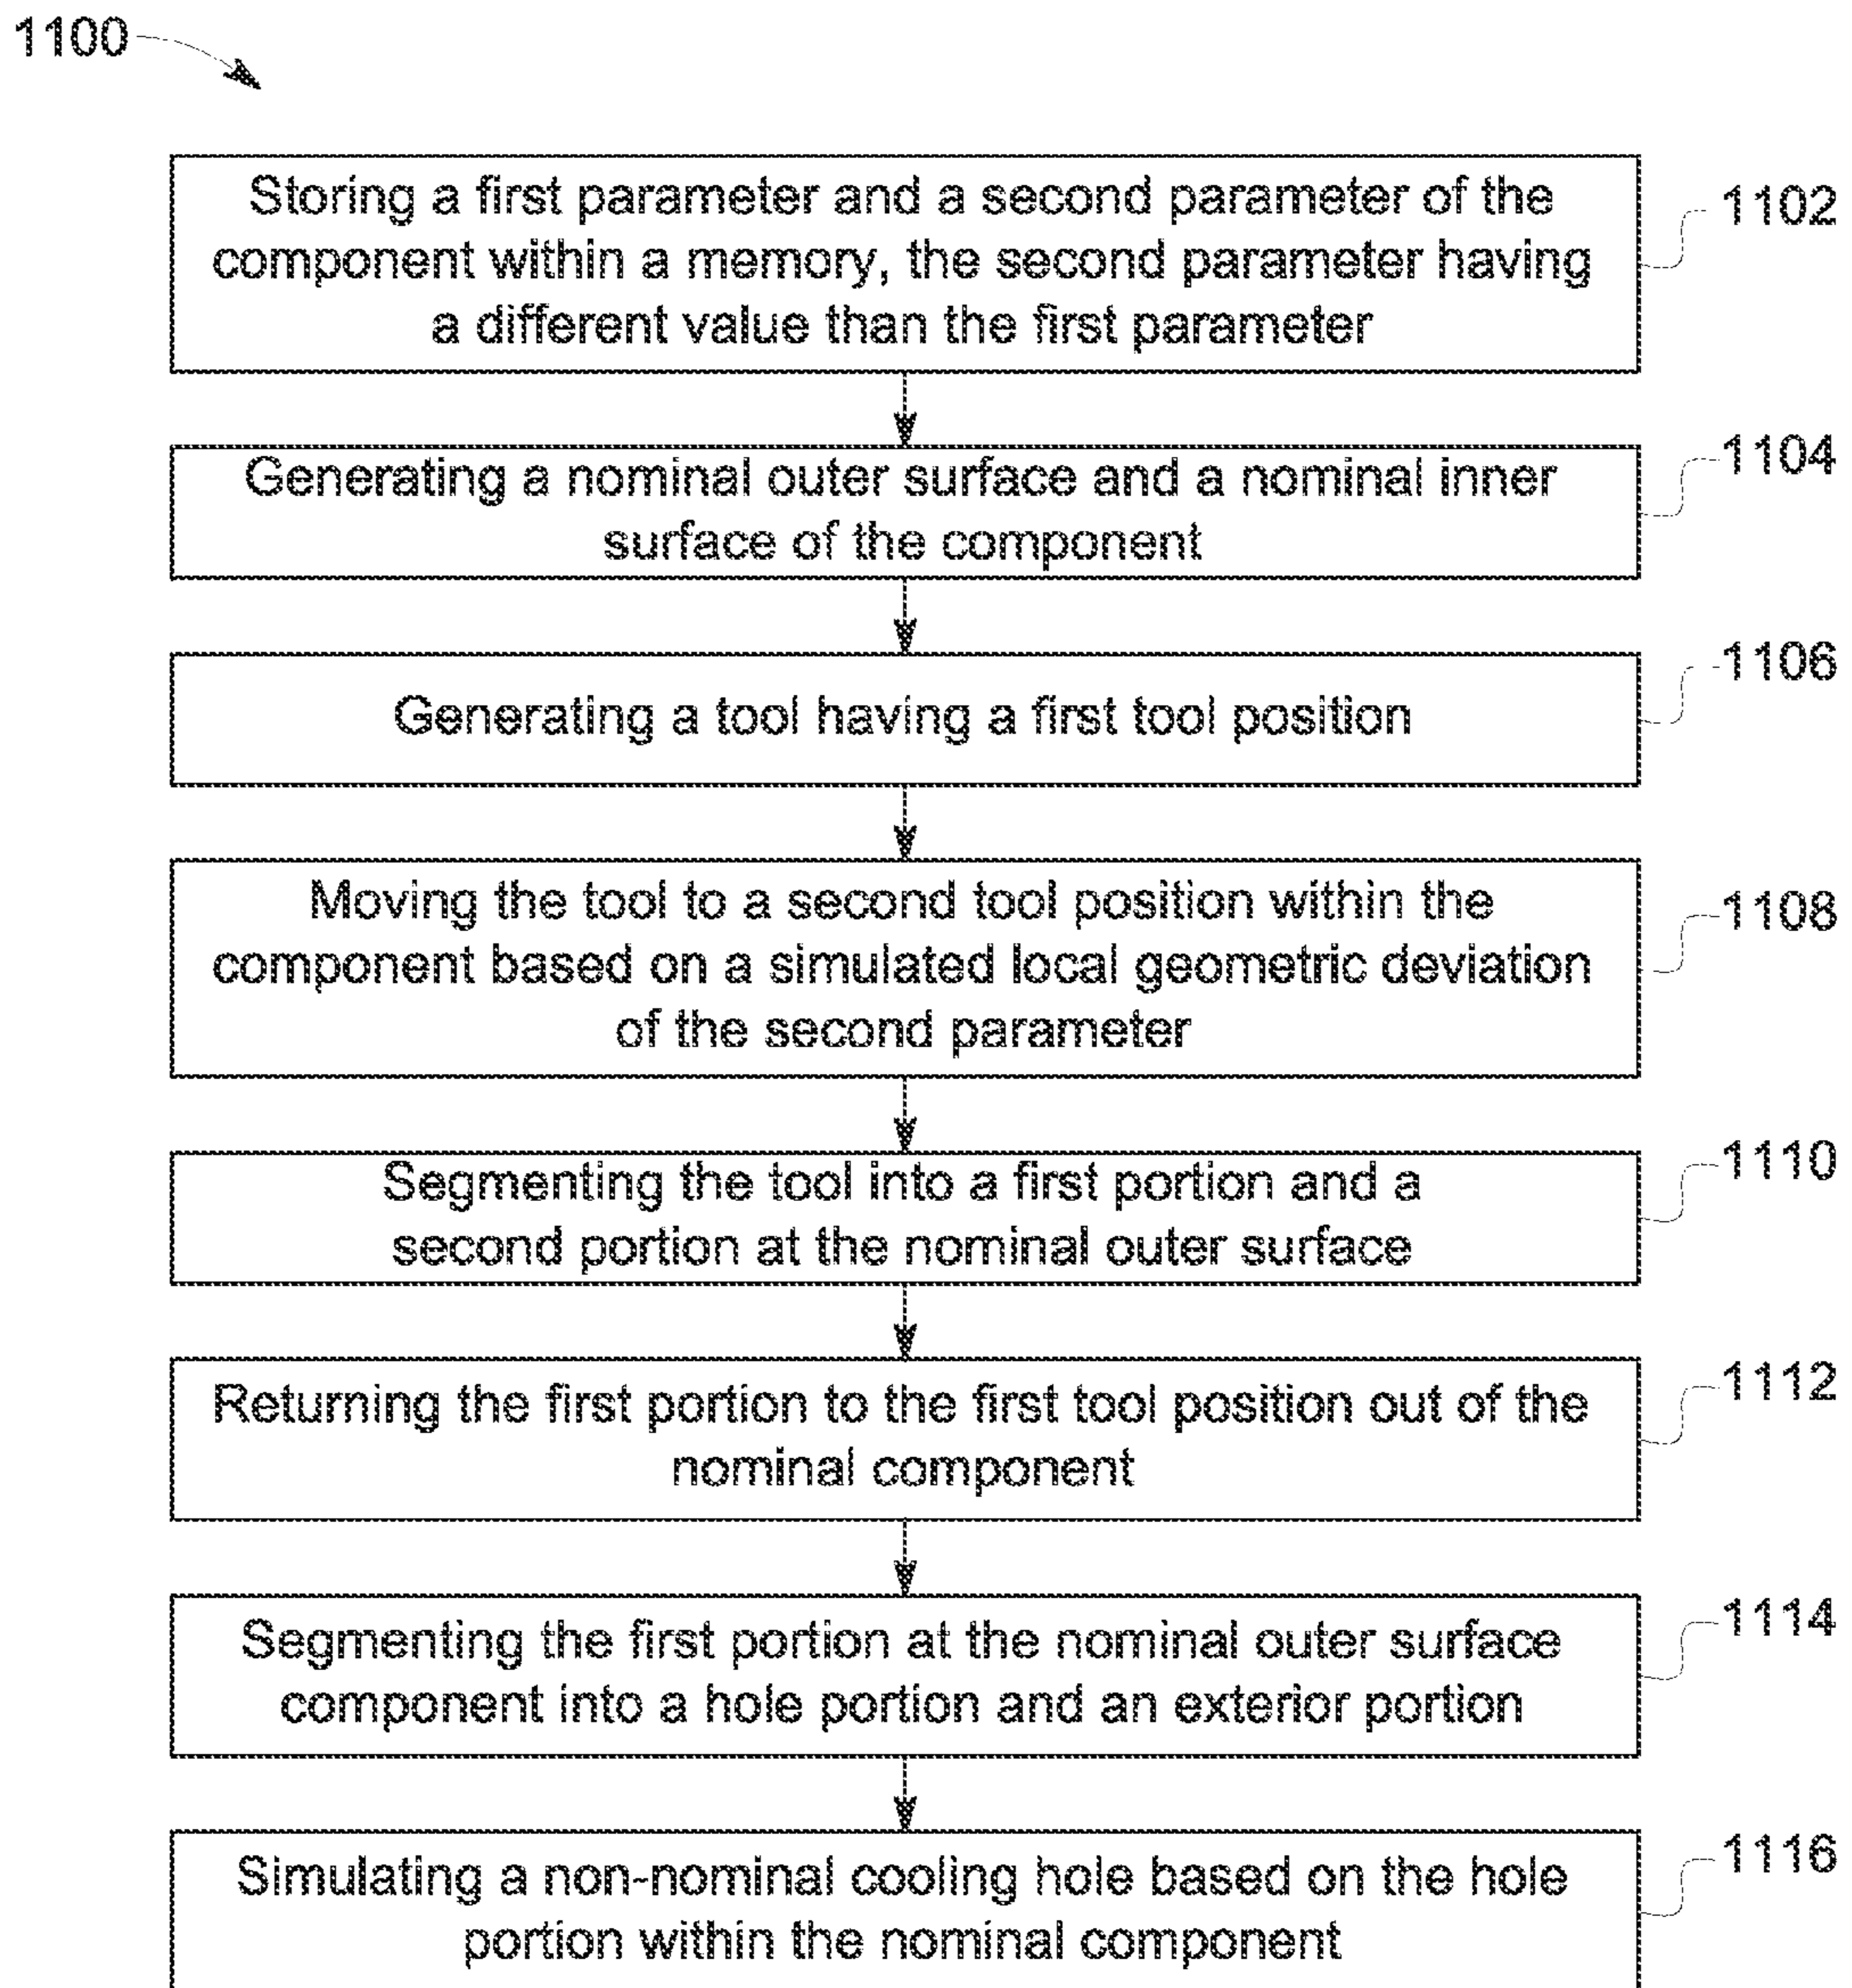 1100
Storing a first parameter and a second parameter of the
component within a memory, the second parameter having
a different value than the first parameter
1102
Generating a nominal outer surface and a nominal inner
surface of the component
1104
Generating a tool having a first tool position
1106
Moving the tool to a second tool position within the
component based on a simulated local geometric deviation
of the second parameter
1108
Segmenting the tool into a first portion and a
second portion at the nominal outer surface
1110
Returning the first portion to the first tool position out of the
nominal component
1112
Segmenting the first portion at the nominal outer surface
component into a hole portion and an exterior portion
1114
Simulating a non-nominal cooling hole based on the hole
portion within the nominal component
1116